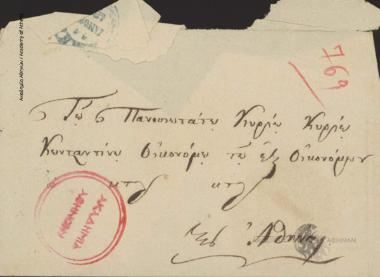 Ακαδημία Αθηνών / Academy of Athens
697
Τῷ Πανοσιωτάτῳ Κυρίῳ Κυρίῳ
Κωνσταντίνῳ Οἰκονόμῳ τῷ ἐξ Οἰκονόμων
κτλ κτλ
Εἰς Ἀθήνας
ΑΚΑΔΗΜΙΑ
ΑΘΗΝΩΝ